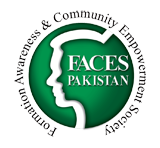 Formation Awareness & Community Empowerment Society
FACES
PAKISTAN